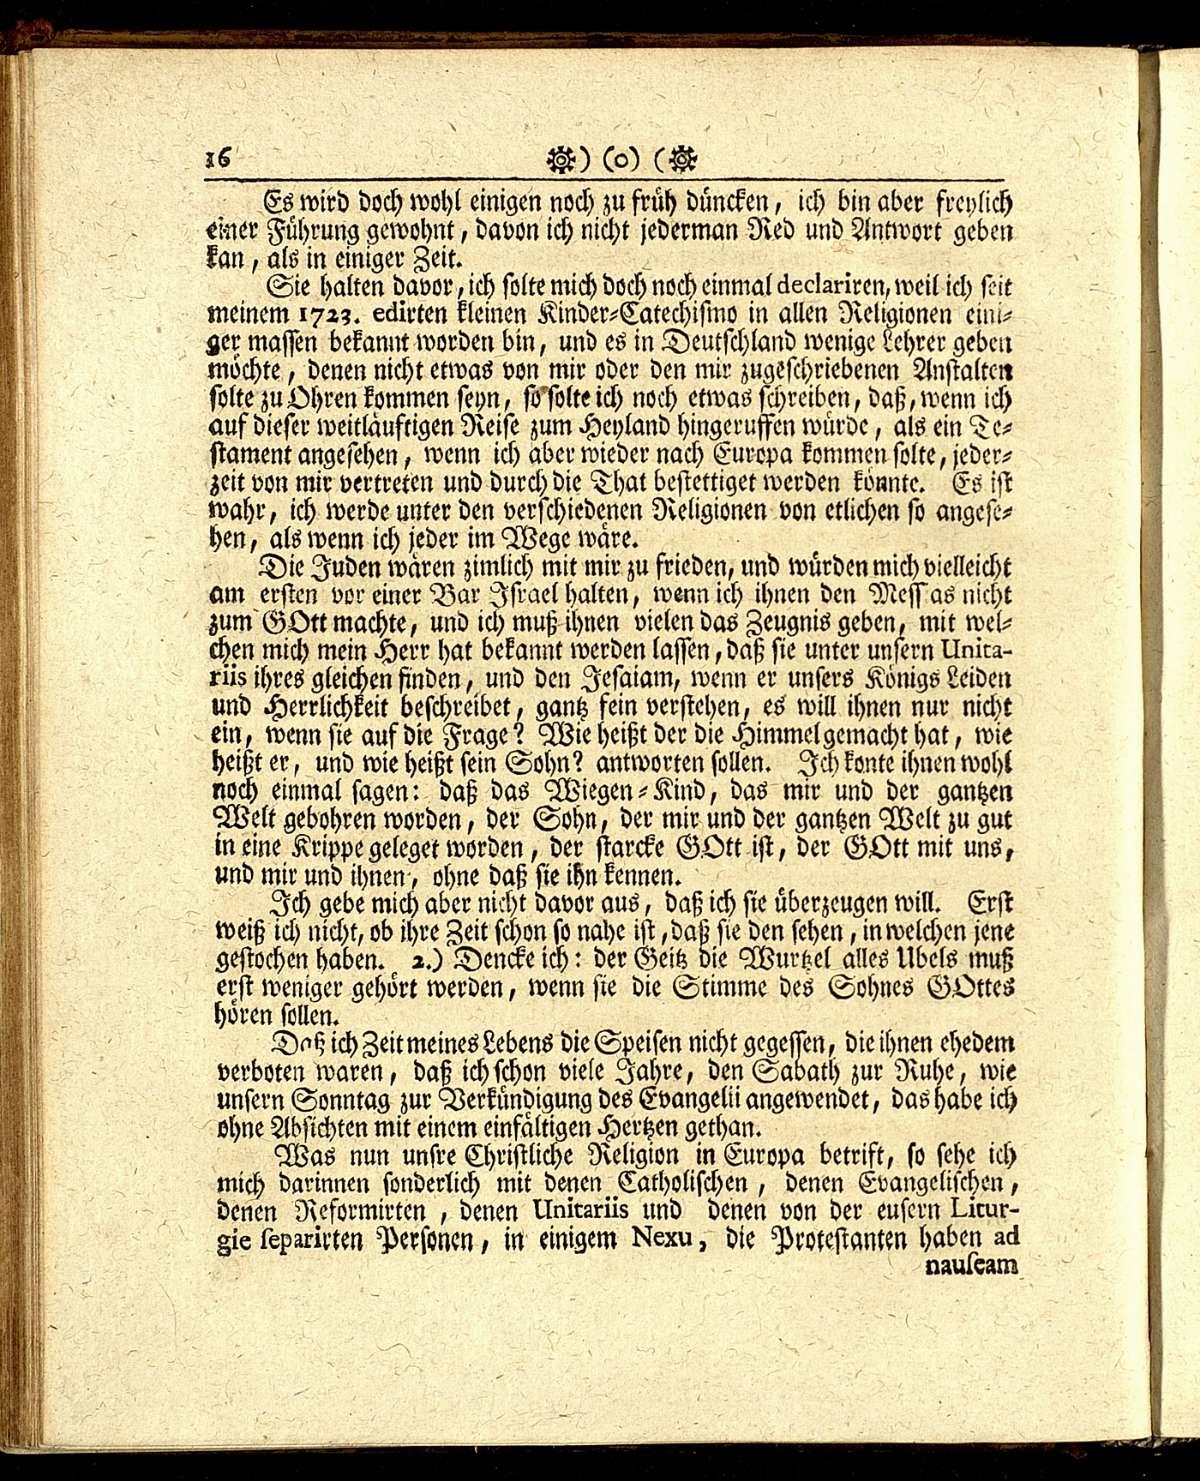 16 ) (o) (
Es wird doch wohl einigen noch zu früh düncken, ich bin aber freylich
einer Führung gewohnt, davon ich nicht jederman Red und Antwort geben
kan, als in einiger Zeit.
Sie halten davor, ich solte mich doch noch einmal declariren, weil ich seit
meinem 1723. edirten kleinen Kinder-Catechismo in allen Religionen eini-
ger massen bekannt worden bin, und es in Deutschland wenige Lehrer geben
möchte, denen nicht etwas von mir oder den mir zugeschriebenen Anstalten
solte zu Ohren kommen seyn, so solte ich noch etwas schreiben, daß, wenn ich
auf dieser weitläuftigen Reise zum Heyland hingeruffen würde, als ein Te-
stament angesehen, wenn ich aber wieder nach Europa kommen solte, jeder-
zeit von mir vertreten und durch die That bestettiget werden könnte. Es ist
wahr, ich werde unter den verschiedenen Religionen von etlichen so angese-
hen, als wenn ich jeder im Wege wäre.
Die Juden wären zimlich mit mir zu frieden, und würden mich vielleicht
am ersten vor einer Bar Israel halten, wenn ich ihnen den Mess as nicht
zum GOtt machte, und ich muß ihnen vielen das Zeugnis geben, mit wel-
chen mich mein Herr hat bekannt werden lassen, daß sie unter unsern Unita-
riis ihres gleichen finden, und den Jesaiam, wenn er unsers Königs Leiden
und Herrlichkeit beschreibet, gantz fein verstehen, es will ihnen nur nicht
ein, wenn sie auf die Frage? Wie heißt der die Himmel gemacht hat, wie
heißt er, und wie heißt sein Sohn? antworten sollen. Ich konte ihnen wohl
noch einmal sagen: daß das Wiegen-Kind, das mir und der gantzen
Welt gebohren worden, der Sohn, der mir und der gantzen Welt zu gut
in eine Krippe geleget worden, der starcke GOtt ist, der GOtt mit uns,
und mir und ihnen, ohne daß sie ihn kennen.
Ich gebe mich aber nicht davor aus, daß ich sie überzeugen will. Erst
weiß ich nicht, ob ihre Zeit schon so nahe ist, daß sie den sehen, in welchen jene
gestochen haben. 2.) Dencke ich: der Geitz die Wurtzel alles Ubels muß
erst weniger gehört werden, wenn sie die Stimme des Sohnes GOttes
hören sollen.
Daß ich Zeit meines Lebens die Speisen nicht gegessen, die ihnen ehedem
verboten waren, daß ich schon viele Jahre, den Sabath zur Ruhe, wie
unsern Sonntag zur Verkündigung des Evangelii angewendet, das habe ich
ohne Absichten mit einem einfältigen Hertzen gethan.
Was nun unsre Christliche Religion in Europa betrift, so sehe ich
mich darinnen sonderlich mit denen Catholischen, denen Evangelischen,
denen Reformirten, denen Unitariis und denen von der eusern Litur-
gie separirten Personen, in einigem Nexu, die Protestanten haben ad
nauseam